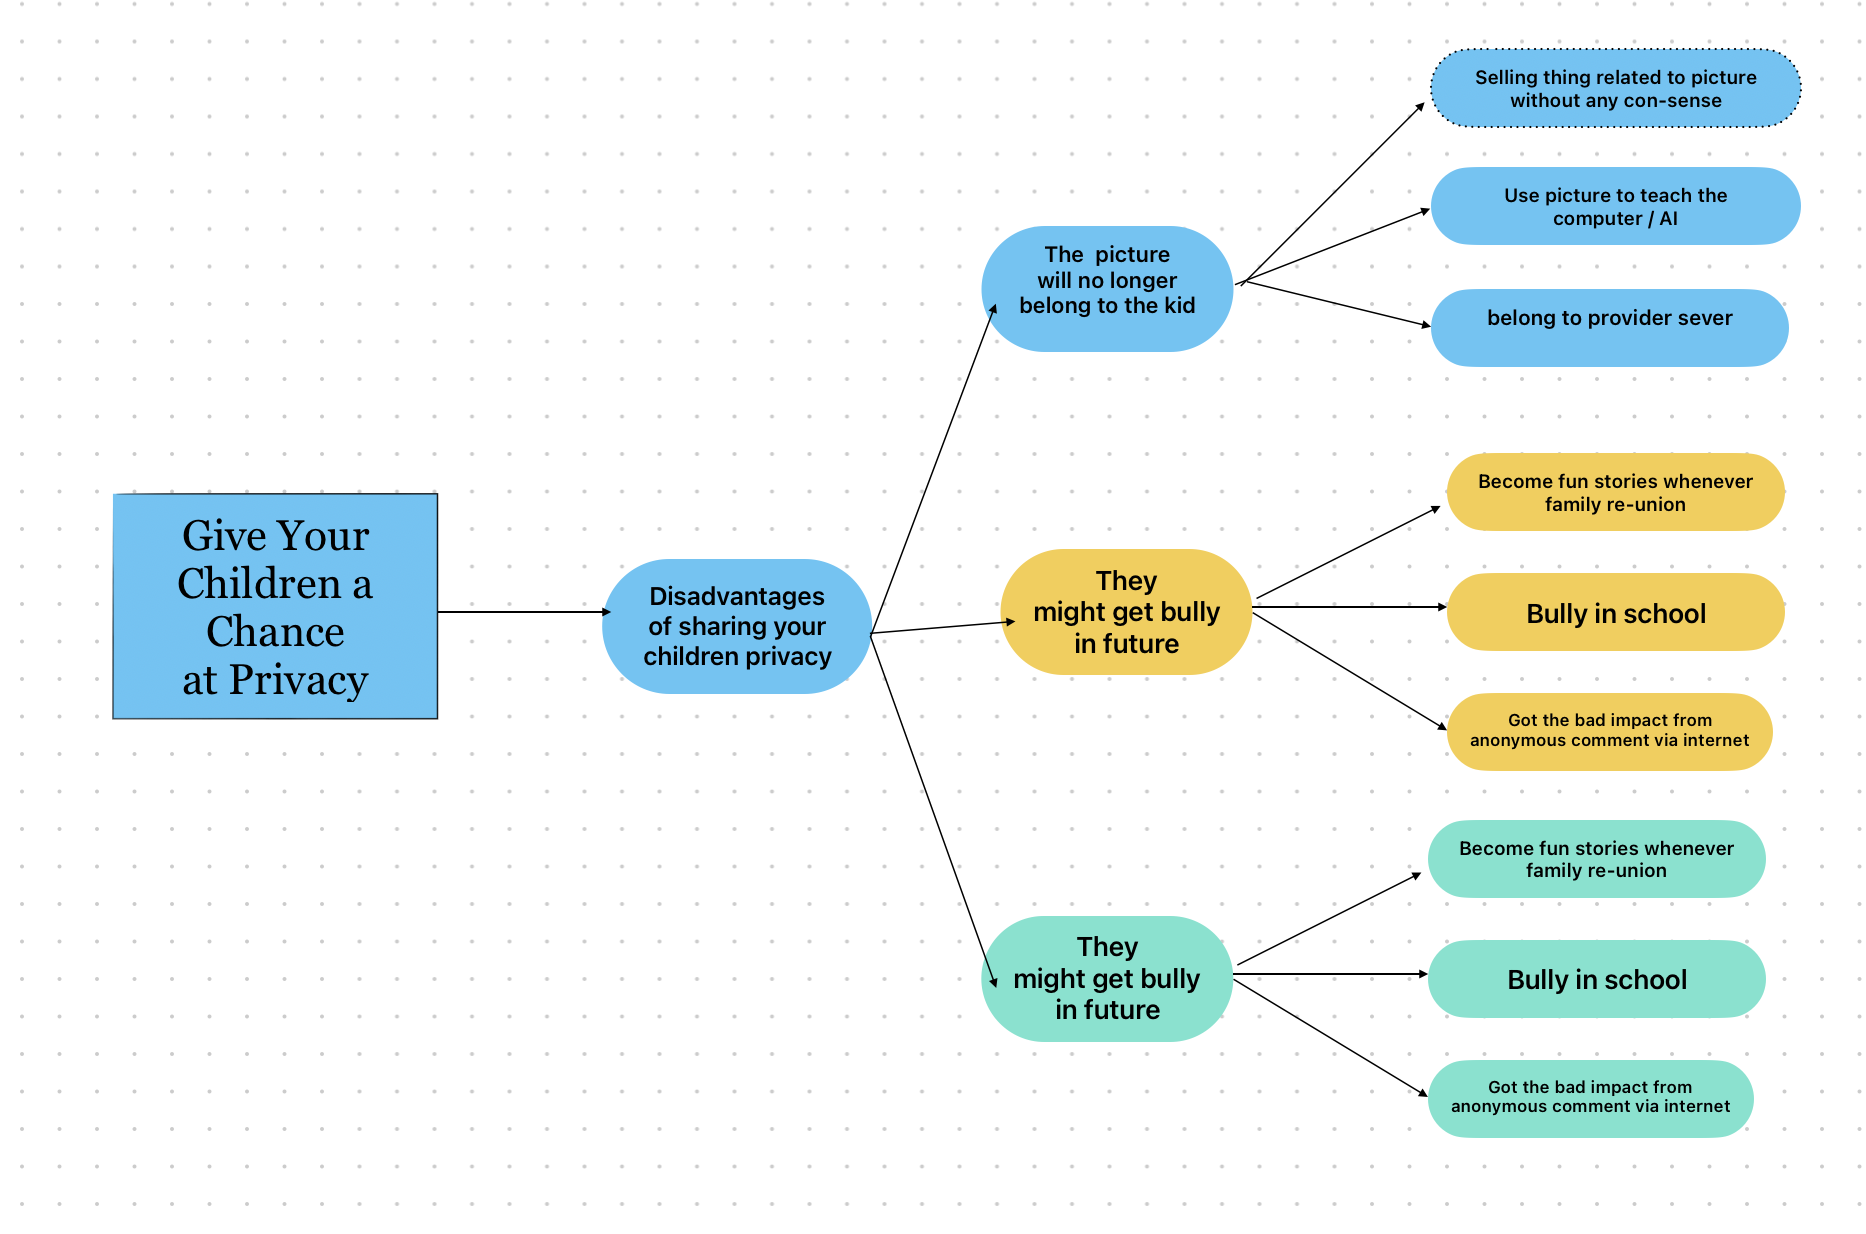 Give Your
Children a
Chance
at Privacy
Disadvantages
of sharing your
children privacy
The picture
will no longer
belong to the kid
Selling thing related to picture
without any con-sense
Use picture to teach the
computer / AI
belong to provider sever
They
might get bully
in future
Become fun stories whenever
family re-union
Bully in school
Got the bad impact from
anonymous comment via internet
They
might get bully
in future
Become fun stories whenever
family re-union
Bully in school
Got the bad impact from
anonymous comment via internet